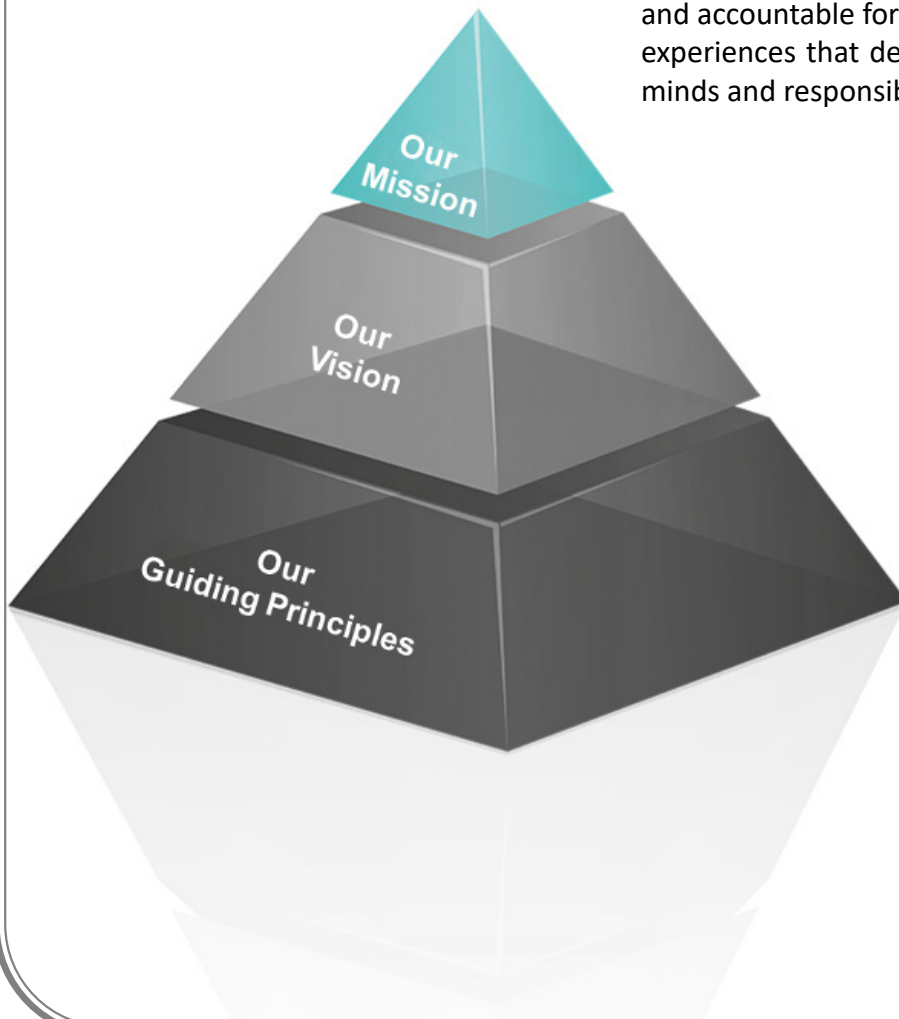 and accountable for
experiences that de
minds and responsib
Our
Mission
Our
Vision
Our
Guiding Principles